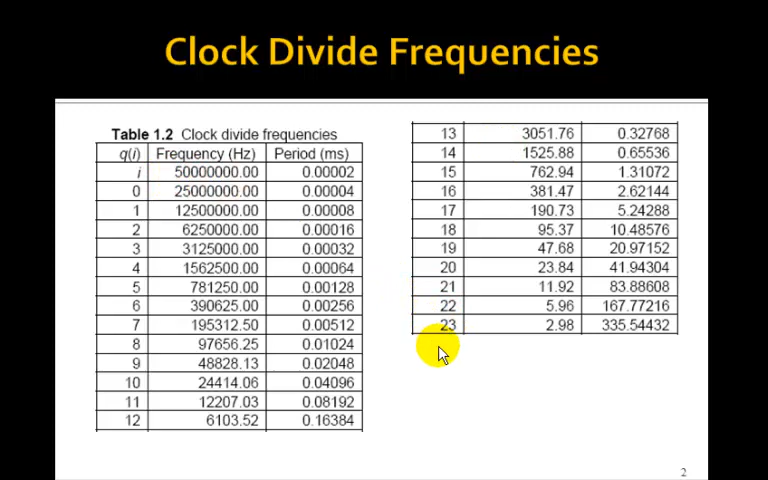 Clock Divide Frequencies
Table 1.2 Clock divide frequencies
q(i) Frequency (Hz) Period (ms)
i 50000000.00 0.00002
0 25000000.00 0.00004
1 12500000.00 0.00008
2 6250000.00 0.00016
3 3125000.00 0.00032
4 1562500.00 0.00064
5 781250.00 0.00128
6 390625.00 0.00256
7 195312.50 0.00512
8 97656.25 0.01024
9 48828.13 0.02048
10 24414.06 0.04096
11 12207.03 0.08192
12 6103.52 0.16384
13 3051.76 0.32768
14 1525.88 0.65536
15 762.94 1.31072
16 381.47 2.62144
17 190.73 5.24288
18 95.37 10.48576
19 47.68 20.97152
20 23.84 41.94304
21 11.92 83.88608
22 5.96 167.77216
23 2.98 335.54432
2